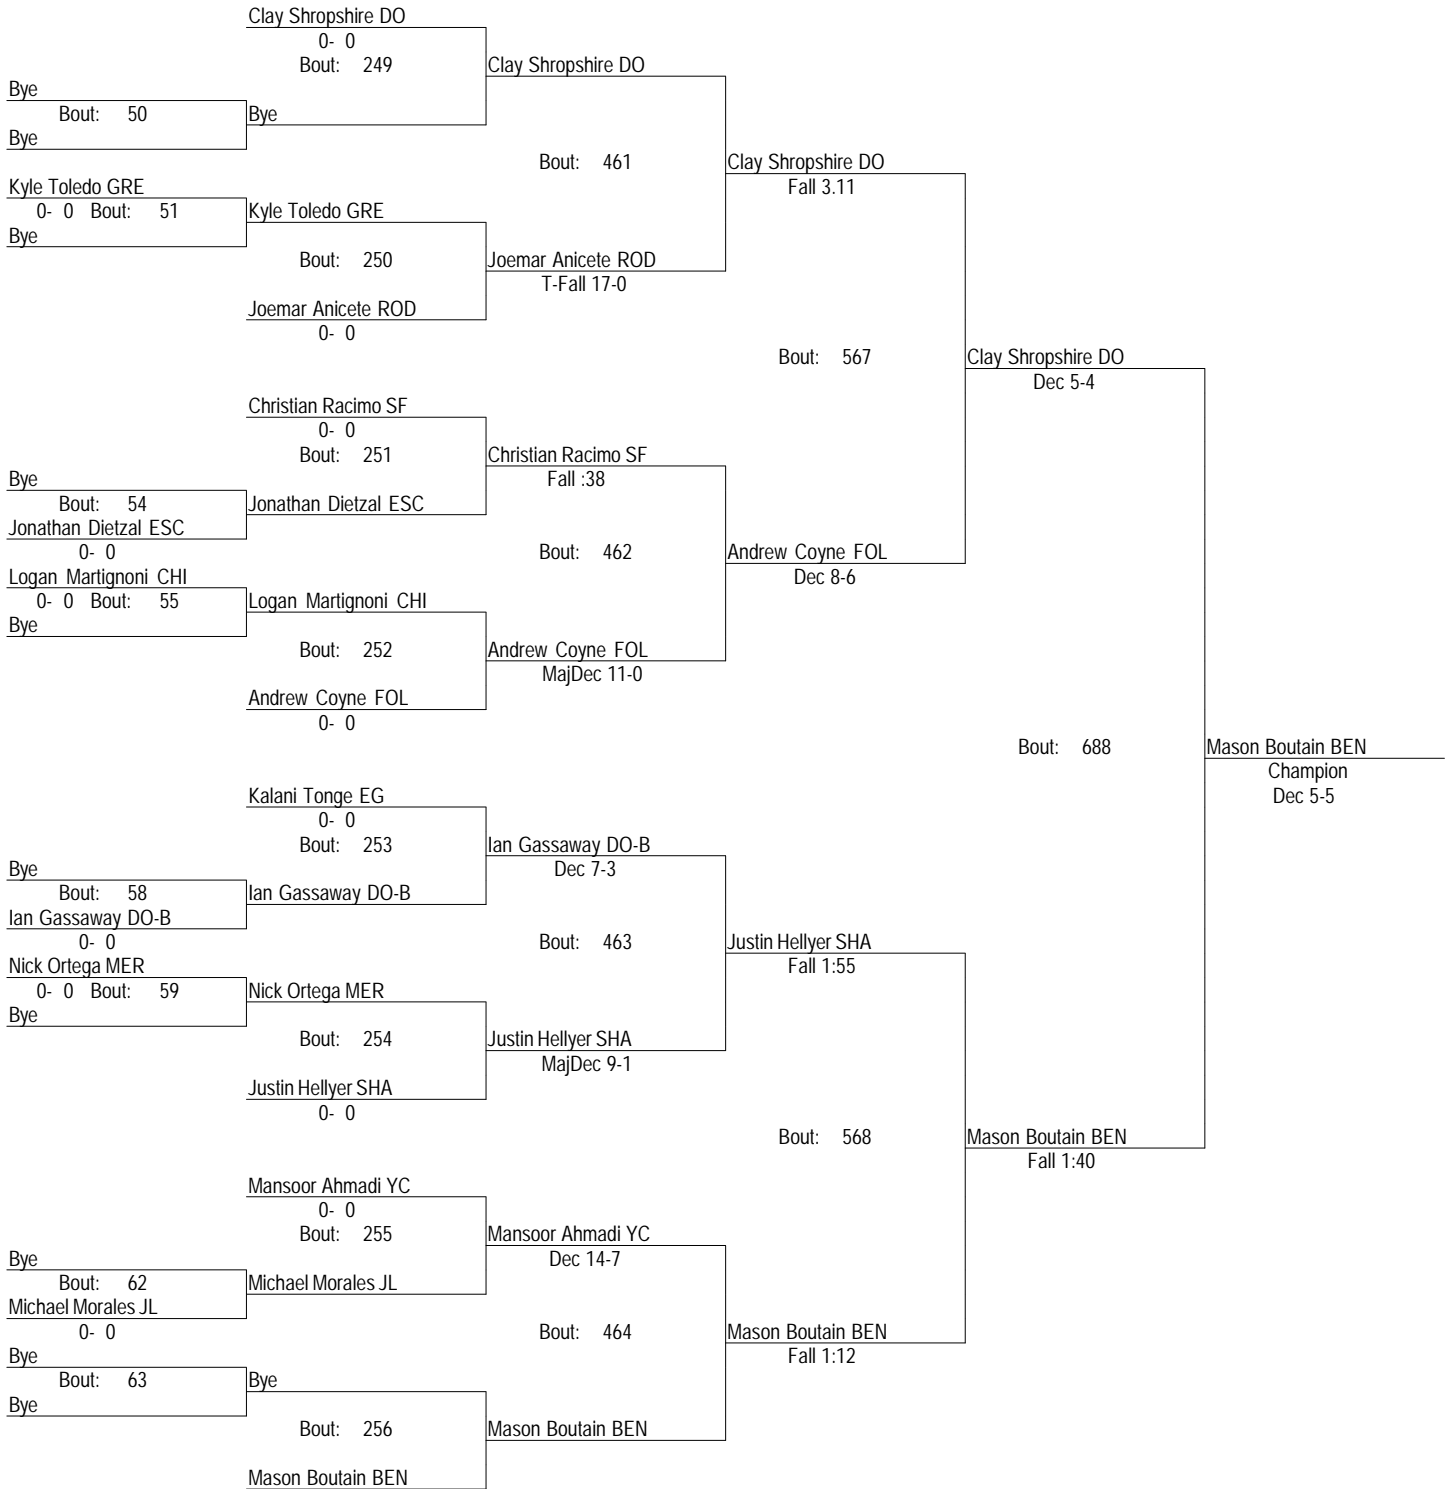 Clay Shropshire DO
0- 0
Bout: 249
Clay Shropshire DO
Bye
Bout: 50
Bye
Bye
Bout: 461
Clay Shropshire DO
Fall 3.11
Kyle Toledo GRE
0- 0 Bout: 51
Kyle Toledo GRE
Bye
Bout: 250
Joemar Anicete ROD
T-Fall 17-0
Joemar Anicete ROD
0- 0
Bout: 567
Clay Shropshire DO
Dec 5-4
Christian Racimo SF
0- 0
Bout: 251
Christian Racimo SF
Fall :38
Bye
Bout: 54
Jonathan Dietzal ESC
Jonathan Dietzal ESC
0- 0
Bout: 462
Andrew Coyne FOL
Dec 8-6
Logan Martignoni CHI
0- 0 Bout: 55
Logan Martignoni CHI
Bye
Bout: 252
Andrew Coyne FOL
MajDec 11-0
Andrew Coyne FOL
0- 0
Bout: 688
Mason Boutain BEN
Champion
Dec 5-5
Kalani Tonge EG
0- 0
Bout: 253
Ian Gassaway DO-B
Dec 7-3
Bye
Bout: 58
Ian Gassaway DO-B
Ian Gassaway DO-B
0- 0
Bout: 463
Justin Hellyer SHA
Fall 1:55
Nick Ortega MER
0- 0 Bout: 59
Nick Ortega MER
Bye
Bout: 254
Justin Hellyer SHA
MajDec 9-1
Justin Hellyer SHA
0- 0
Bout: 568
Mason Boutain BEN
Fall 1:40
Mansoor Ahmadi YC
0- 0
Bout: 255
Mansoor Ahmadi YC
Dec 14-7
Bye
Bout: 62
Michael Morales JL
Michael Morales JL
0- 0
Bout: 464
Mason Boutain BEN
Fall 1:12
Bye
Bout: 63
Bye
Bye
Bout: 256
Mason Boutain BEN
Mason Boutain BEN